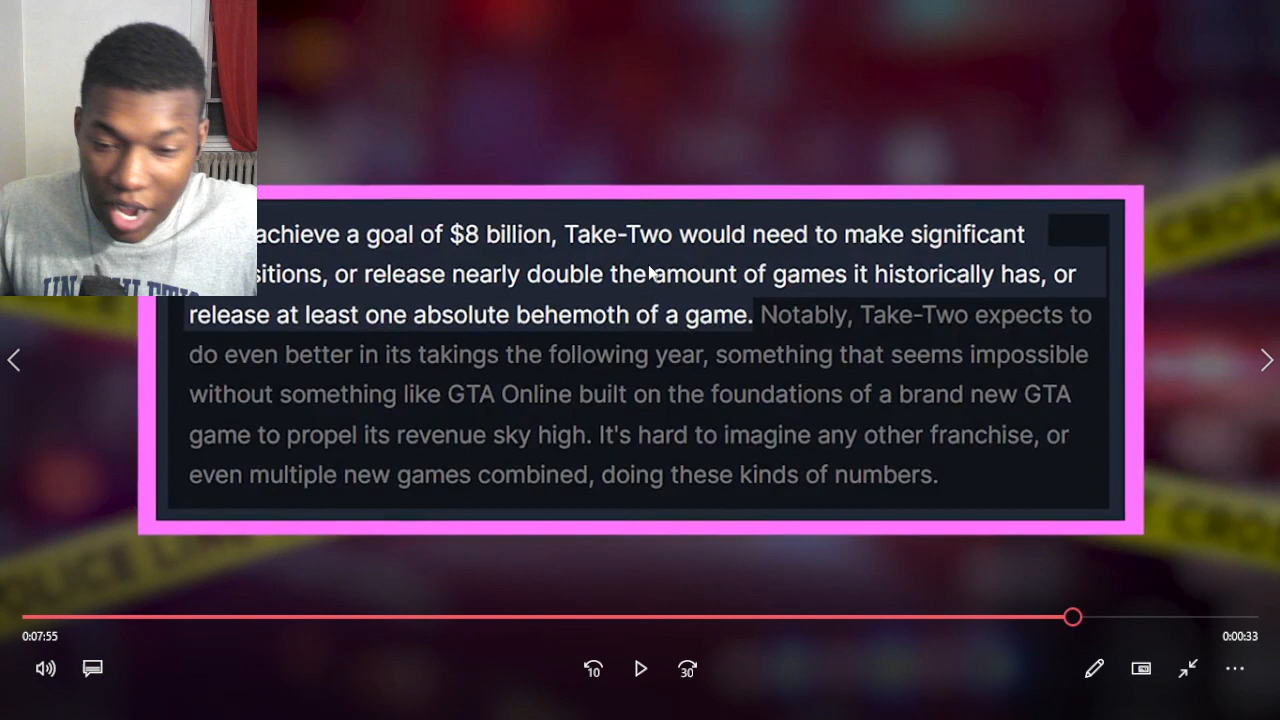 achieve a goal of $8 billion, Take-Two would need to make significant
sitions, or release nearly double the amount of games it historically has, or
release at least one absolute behemoth of a game. Notably, Take-Two expects to
do even better in its takings the following year, something that seems impossible
without something like GTA Online built on the foundations of a brand new GTA
game to propel its revenue sky high. It's hard to imagine any other franchise, or
even multiple new games combined, doing these kinds of numbers.
CROS
CROS
POLICE LIN
0:07:55
0:00:33
10
30